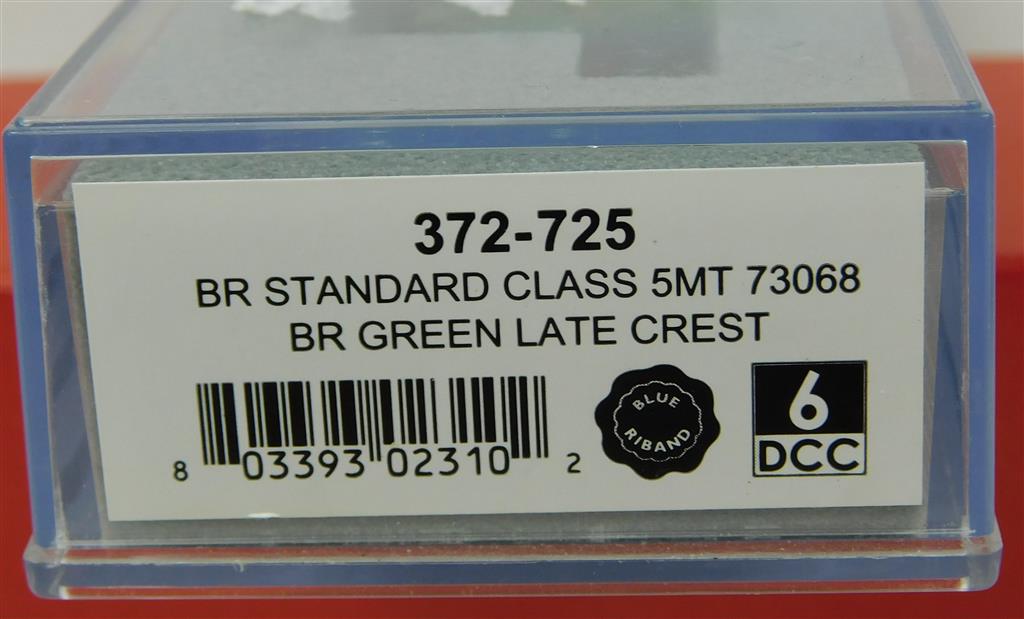 372-725
BR STANDARD CLASS 5MT 73068
BR GREEN LATE CREST
8 03393 02310 2
BLUE
RIBAND
6
DCC